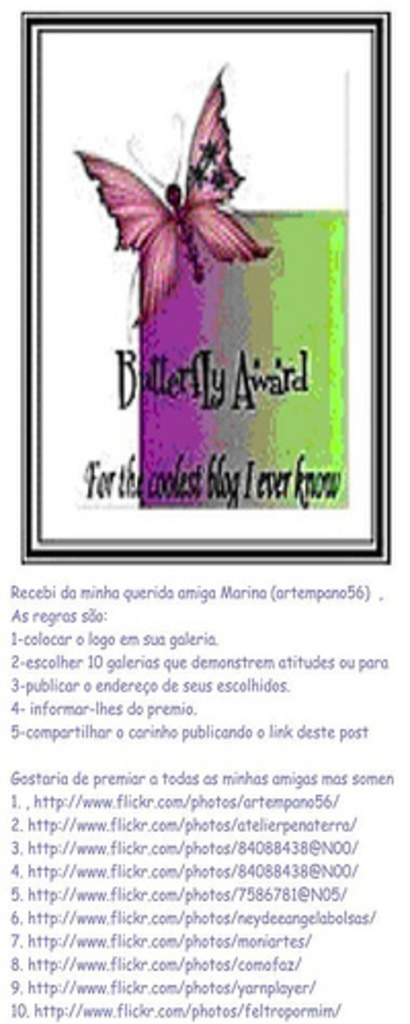 Butterfly Award
For the coolest blog I ever know
Recebi da minha querida amiga Marina (artempano56) ,
As regras são:
1-colocar o logo em sua galeria.
2-escolher 10 galerias que demonstrem atitudes ou para
3-publicar o endereço de seus escolhidos.
4- informar-lhes do premio.
5-compartilhar o carinho publicando o link deste post
Gostaria de premiar a todas as minhas amigas mas somen
1. , http://www.flickr.com/photos/artempano56/
2. http://www.flickr.com/photos/atelierpenaterra/
3. http://www.flickr.com/photos/84088438@N00/
4. http://www.flickr.com/photos/84088438@N00/
5. http://www.flickr.com/photos/7586781@N05/
6. http://www.flickr.com/photos/neydeeangelabolsas/
7. http://www.flickr.com/photos/moniartes/
8. http://www.flickr.com/photos/comofaz/
9. http://www.flickr.com/photos/yarnplayer/
10. http://www.flickr.com/photos/feltropormim/